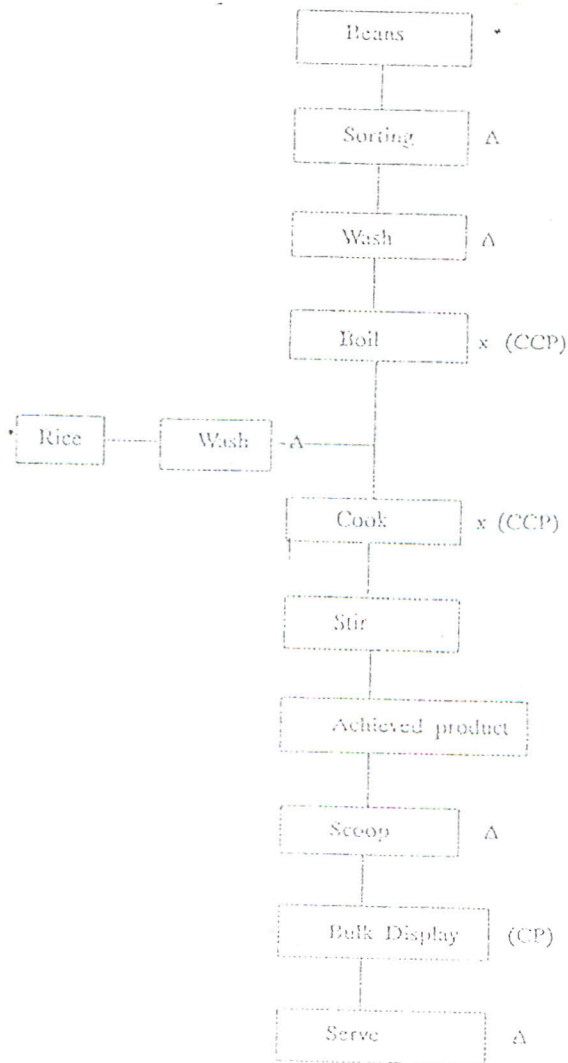 Beans *
Sorting Δ
Wash Δ
Boil x (CCP)
* Rice Wash Δ
Cook x (CCP)
Stir
Achieved product
Scoop Δ
Bulk Display (CP)
Serve Δ